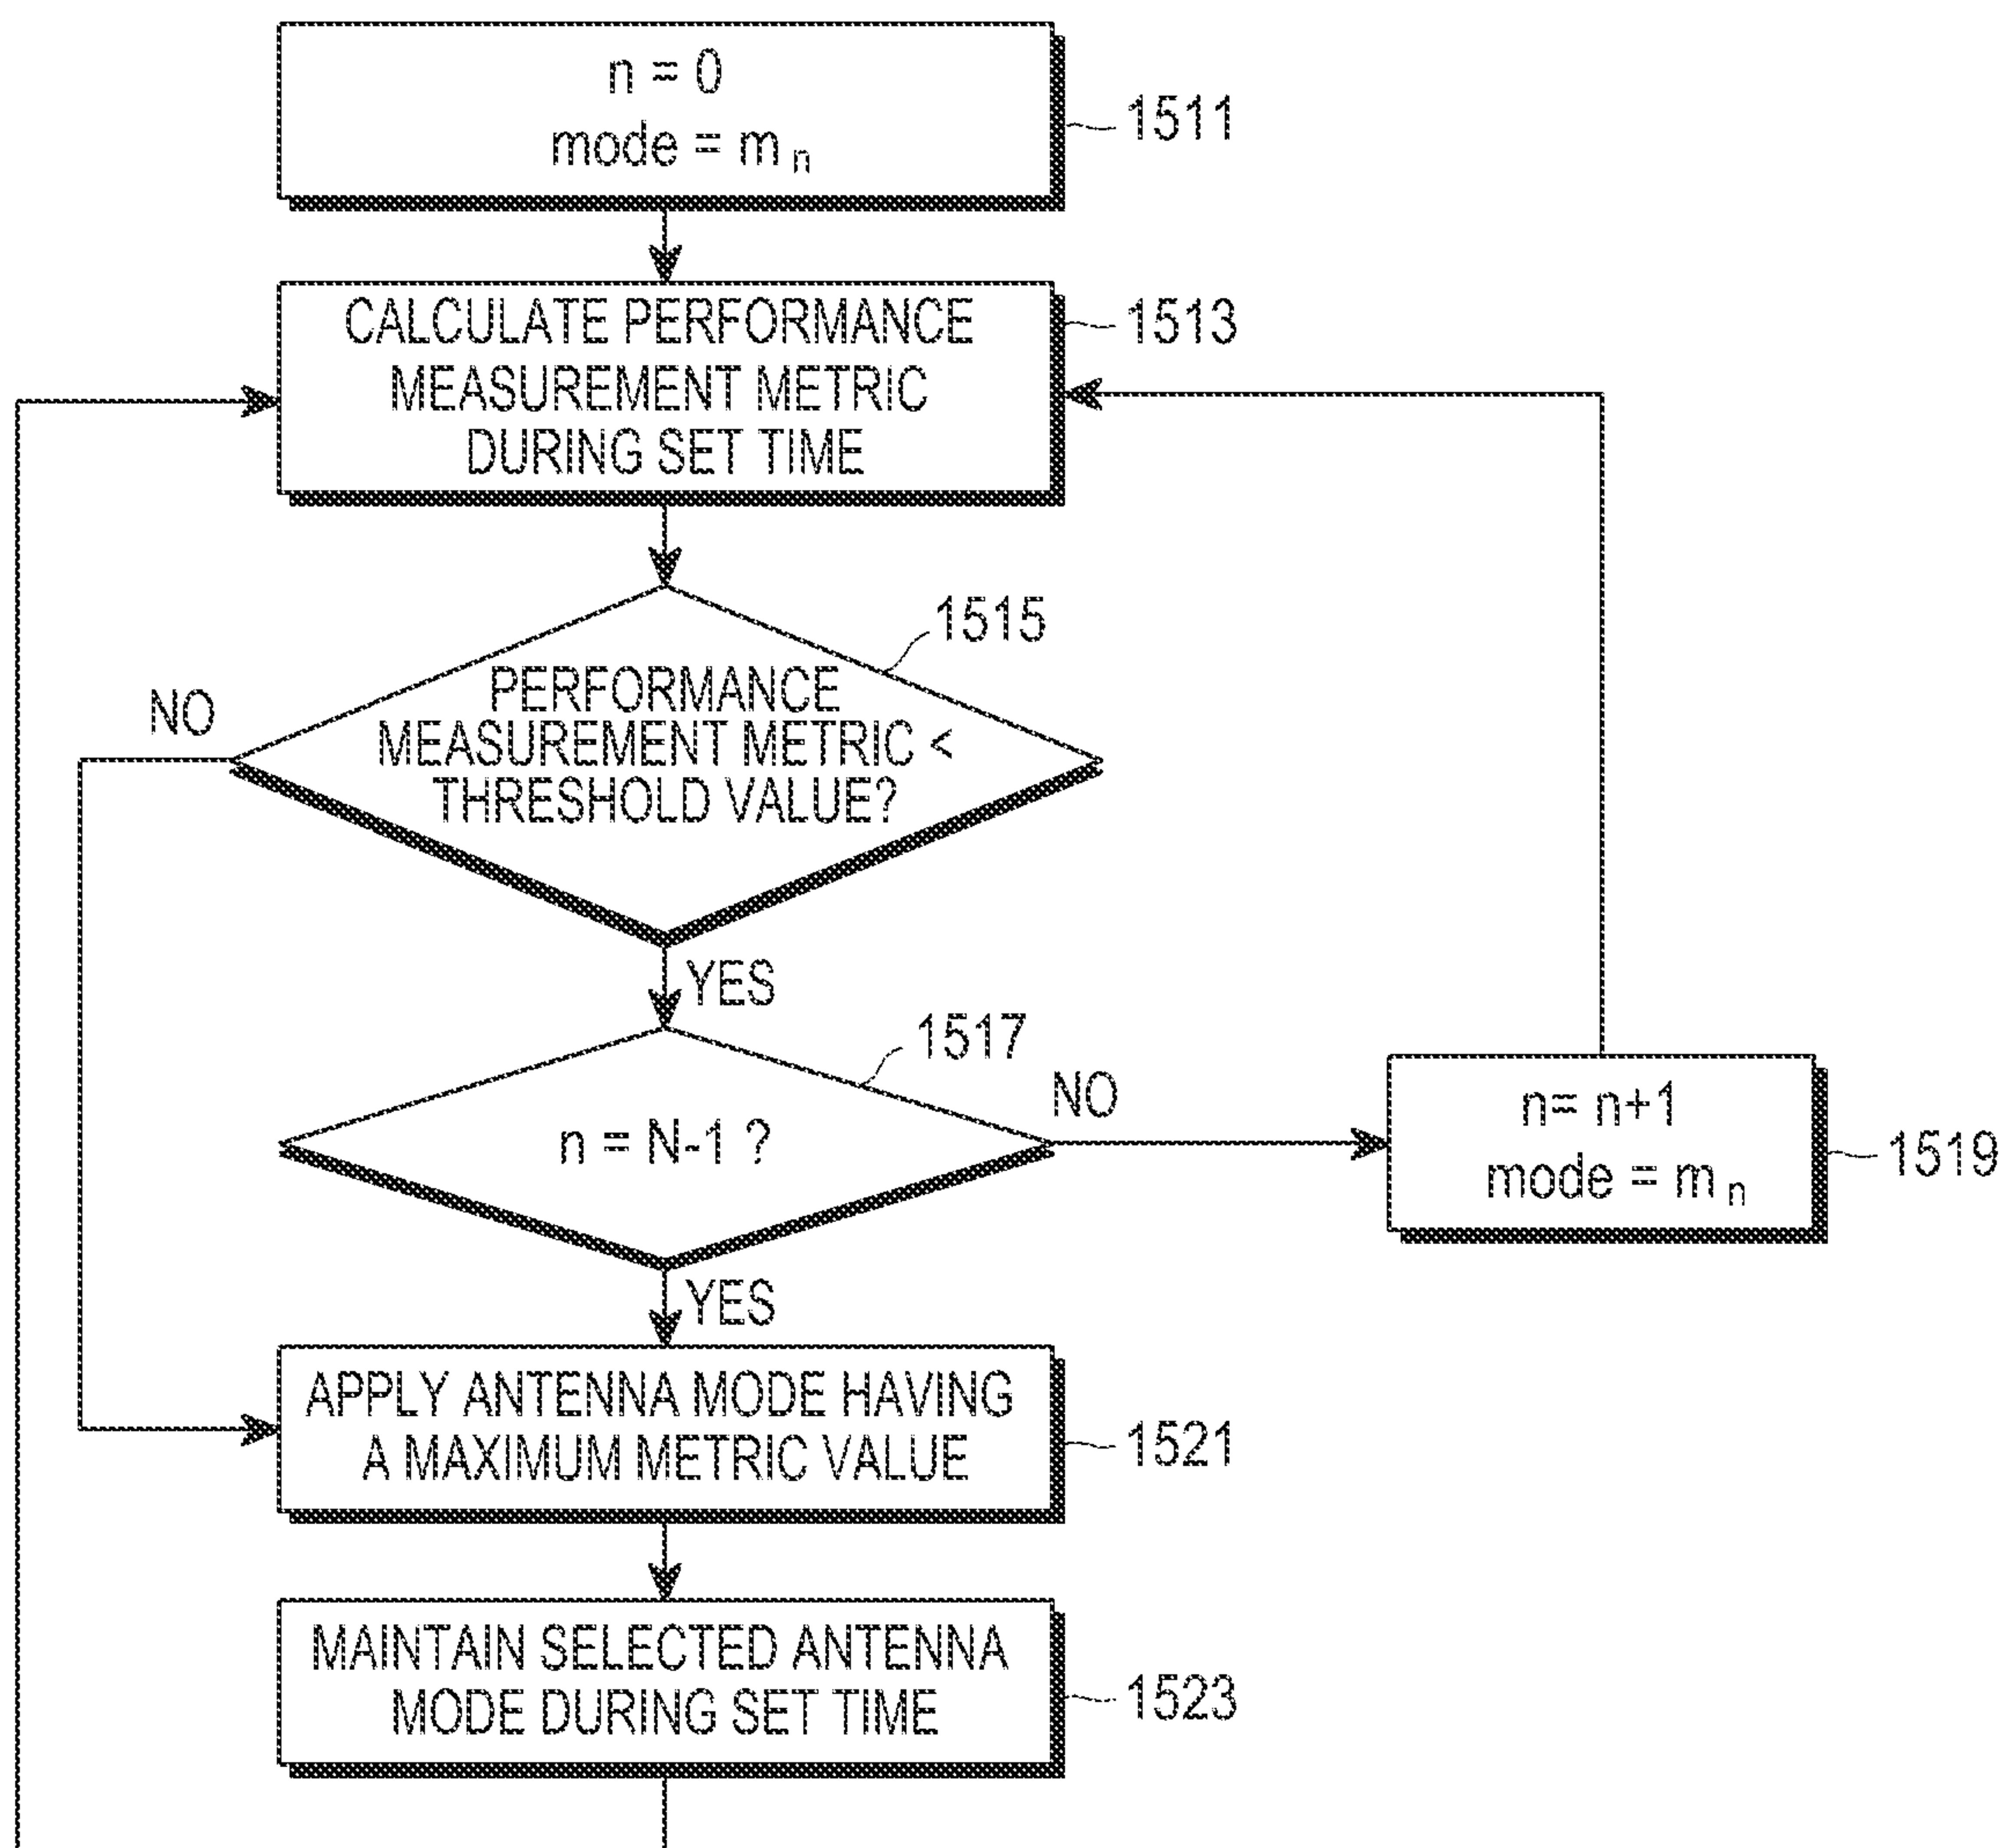 n = 0
mode = mn
1511
CALCULATE PERFORMANCE
MEASUREMENT METRIC
DURING SET TIME
1513
1515
PERFORMANCE
MEASUREMENT METRIC <
THRESHOLD VALUE?
NO
YES
1517
n = N-1 ?
NO
n= n+1
mode = mn
1519
YES
APPLY ANTENNA MODE HAVING
A MAXIMUM METRIC VALUE
1521
MAINTAIN SELECTED ANTENNA
MODE DURING SET TIME
1523